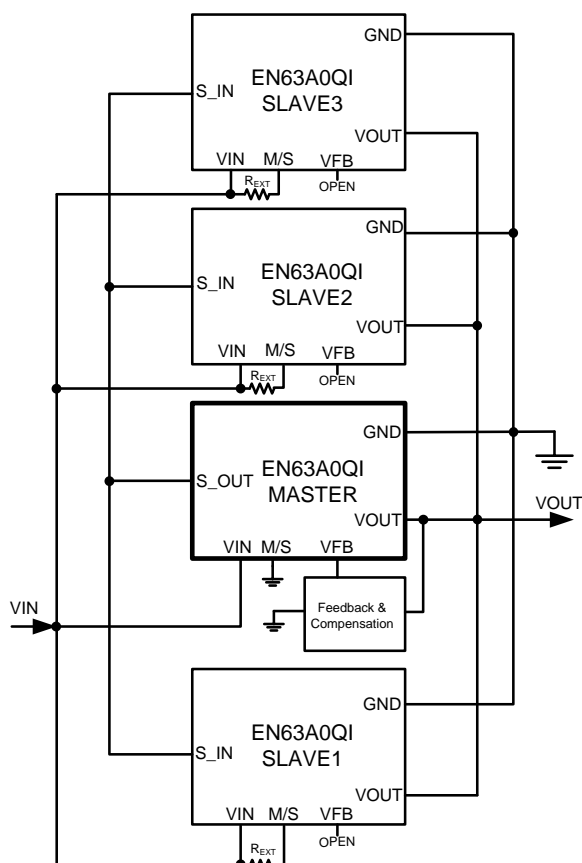 GND
EN63A0QI
S_IN
SLAVE3
VOUT
VIN M/S VFB
REXT
OPEN
GND
EN63A0QI
S_IN
SLAVE2
VOUT
VIN M/S VFB
REXT
OPEN
GND
EN63A0QI
S_OUT
MASTER
VOUT
VOUT
VIN M/S VFB
VIN
Feedback &
Compensation
GND
EN63A0QI
S_IN
SLAVE1
VOUT
VIN M/S VFB
REXT
OPEN